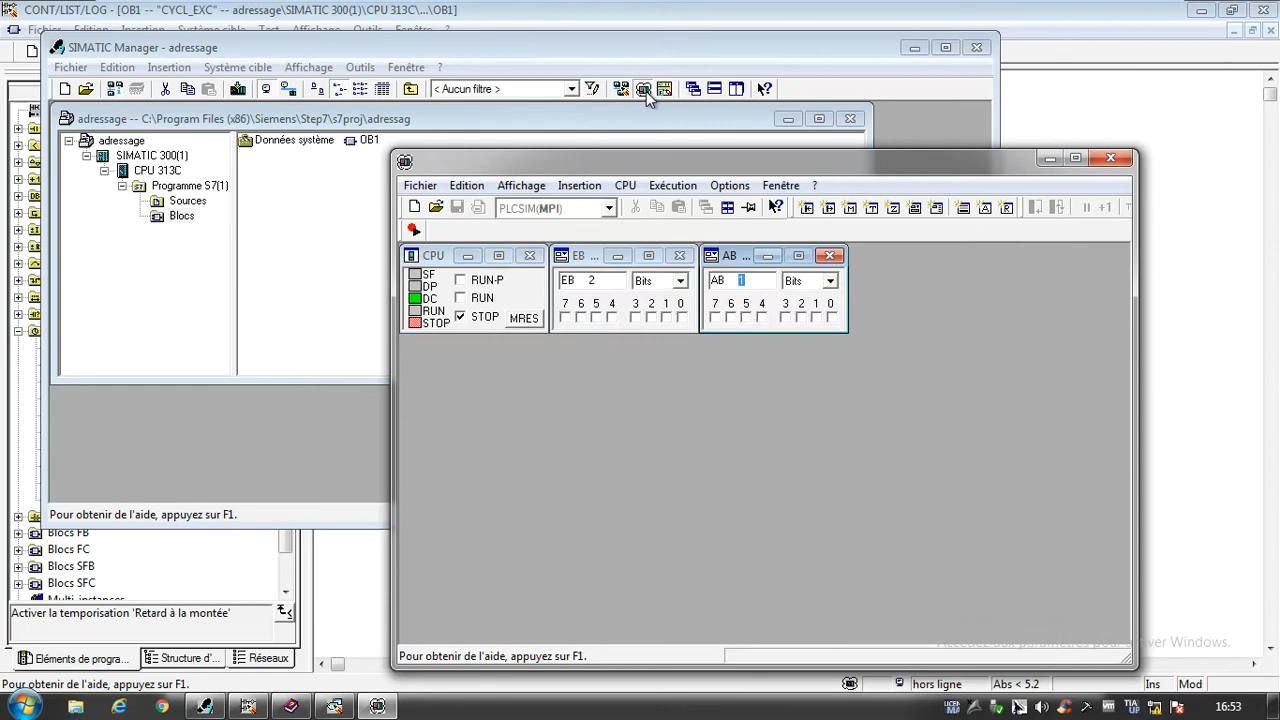 CONT/LIST/LOG - [OB1 -- "CYCL_EXC" -- adressage\SIMATIC 300(1)\CPU 313C\...\OB1]
SIMATIC Manager - adressage
Fichier Edition Insertion Système cible Affichage Outils Fenêtre ?
< Aucun filtre >
adressage -- C:\Program Files (x86)\Siemens\Step7\s7proj\adressag
adressage
SIMATIC 300(1)
CPU 313C
Programme S7(1)
Sources
Blocs
Données système OB1
Fichier Edition Affichage Insertion CPU Exécution Options Fenêtre ?
PLCSIM(MPI)
+1 T
CPU EB ... AB ...
SF
DP
DC
RUN
STOP
RUN-P
RUN
STOP MRES
EB 2 Bits
7 6 5 4 3 2 1 0
AB 1 Bits
7 6 5 4 3 2 1 0
Pour obtenir de l'aide, appuyez sur F1.
Blocs FB
Blocs FC
Blocs SFB
Blocs SFC
Multi-instances
Activer la temporisation 'Retard à la montée'
Eléments de progra... Structure d'... Réseaux
Pour obtenir de l'aide, appuyez sur F1.
Pour obtenir de l'aide, appuyez sur F1.
hors ligne Abs < 5.2 Ins Mod
16:53